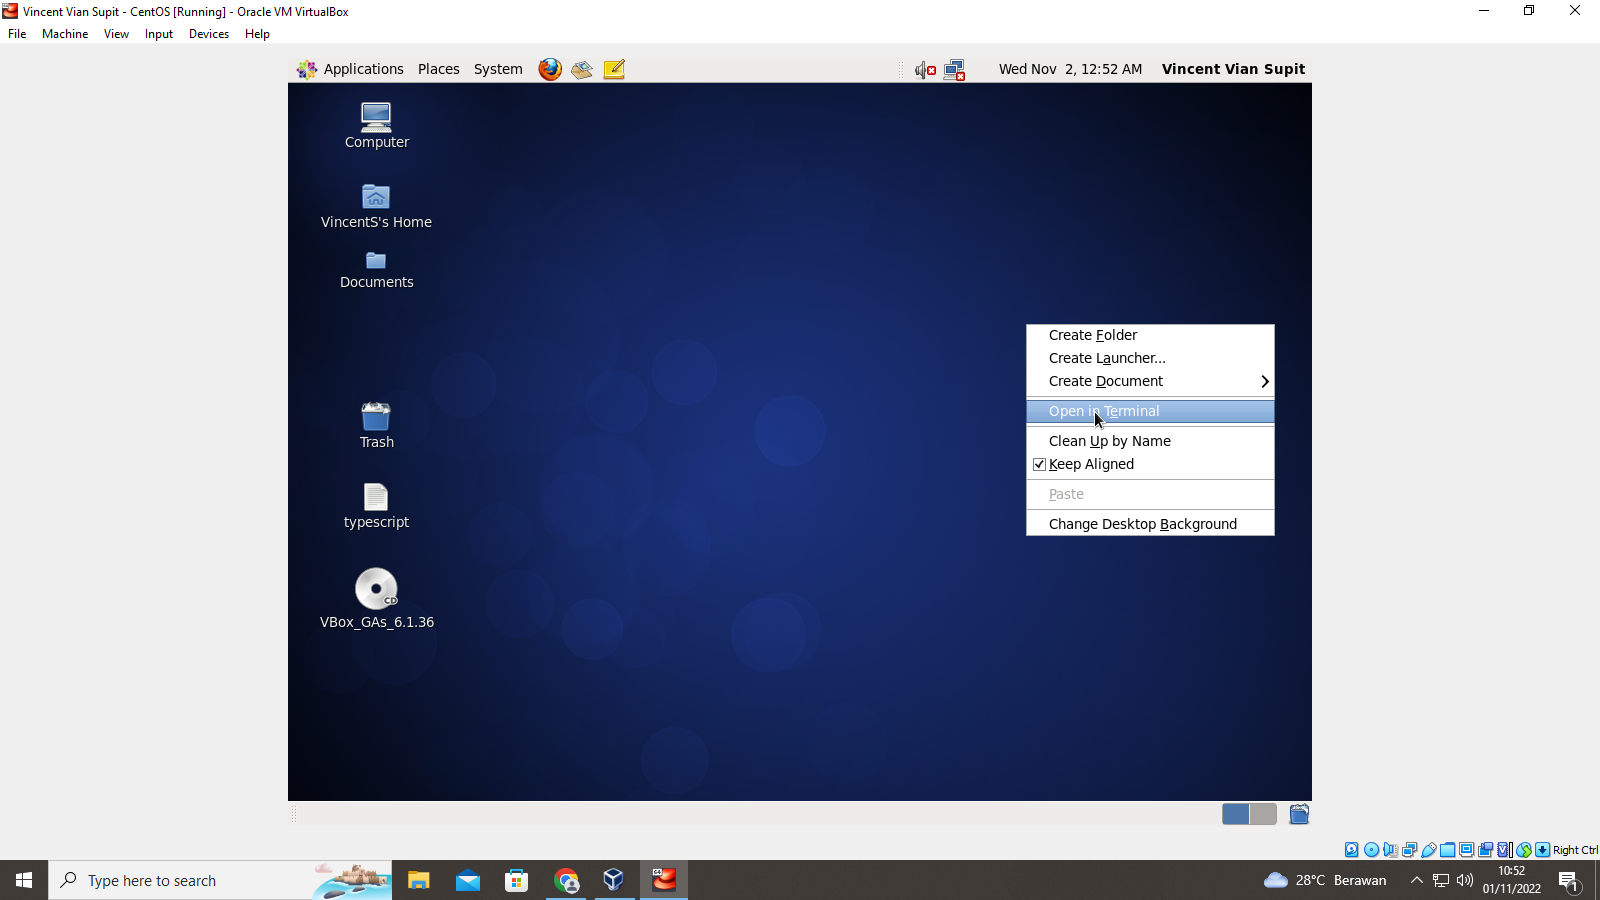 Vincent Vian Supit - CentOS [Running] - Oracle VM VirtualBox
File Machine View Input Devices Help
Applications Places System Wed Nov 2, 12:52 AM Vincent Vian Supit
Computer
VincentS's Home
Documents
Trash
typescript
CD
VBox_GAs_6.1.36
Create Folder
Create Launcher...
Create Document
Open in Terminal
Clean Up by Name
Keep Aligned
Paste
Change Desktop Background
Right Ctrl
Type here to search
28°C Berawan
10:52
01/11/2022
1